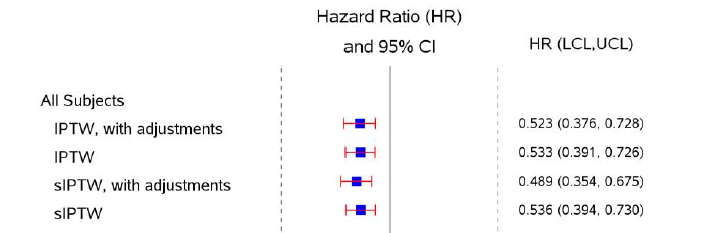 Hazard Ratio (HR)
and 95% CI
HR (LCL,UCL)
All Subjects
IPTW, with adjustments 0.523 (0.376, 0.728)
IPTW 0.533 (0.391, 0.726)
sIPTW, with adjustments 0.489 (0.354, 0.675)
sIPTW 0.536 (0.394, 0.730)